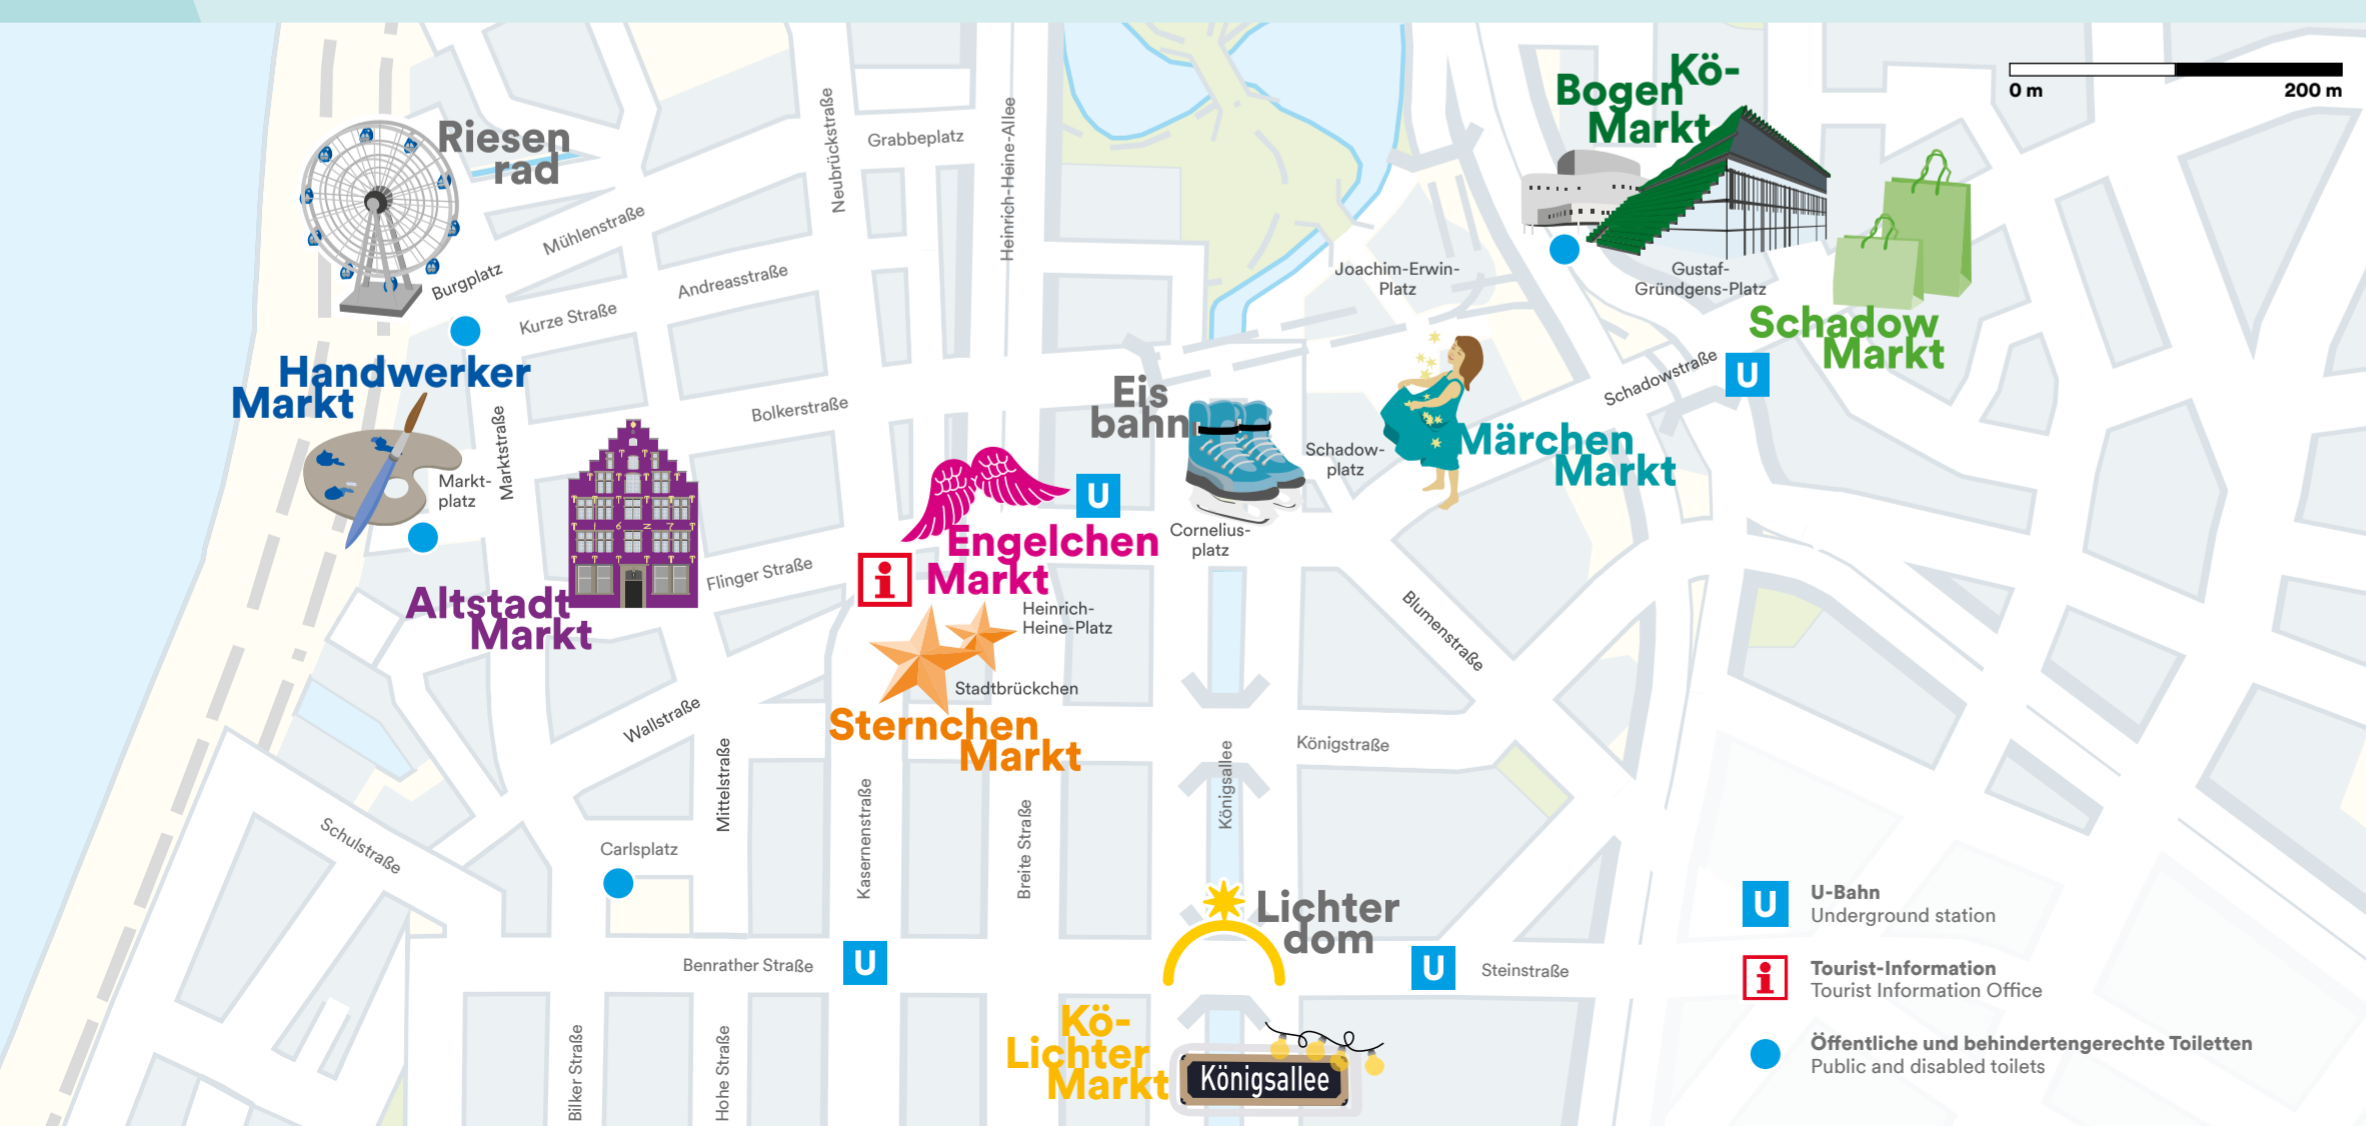 Kö-
Bogen
Markt
0 m
200 m
Riesen
rad
Neubrückstraße
Grabbeplatz
Heinrich-Heine-Allee
Mühlenstraße
Burgplatz
Andreasstraße
Kurze Straße
Joachim-Erwin-
Platz
Gustaf-
Gründgens-Platz
Schadow
Markt
Schadowstraße
U
Handwerker
Markt
Marktstraße
Markt-
platz
Bolkerstraße
Eis
bahn
Schadow-
platz
Märchen
Markt
1627
U
Cornelius-
platz
Engelchen
Markt
i
Flinger Straße
Altstadt
Markt
Heinrich-
Heine-Platz
Blumenstraße
Stadtbrückchen
Sternchen
Markt
Wallstraße
Mittelstraße
Königstraße
Königsallee
Kasernenstraße
Breite Straße
Schulstraße
Carlsplatz
Lichter
dom
Benrather Straße
U
U
Steinstraße
Bilker Straße
Hohe Straße
Kö-
Lichter
Markt
Königsallee
U
U-Bahn
Underground station
i
Tourist-Information
Tourist Information Office
Öffentliche und behindertengerechte Toiletten
Public and disabled toilets